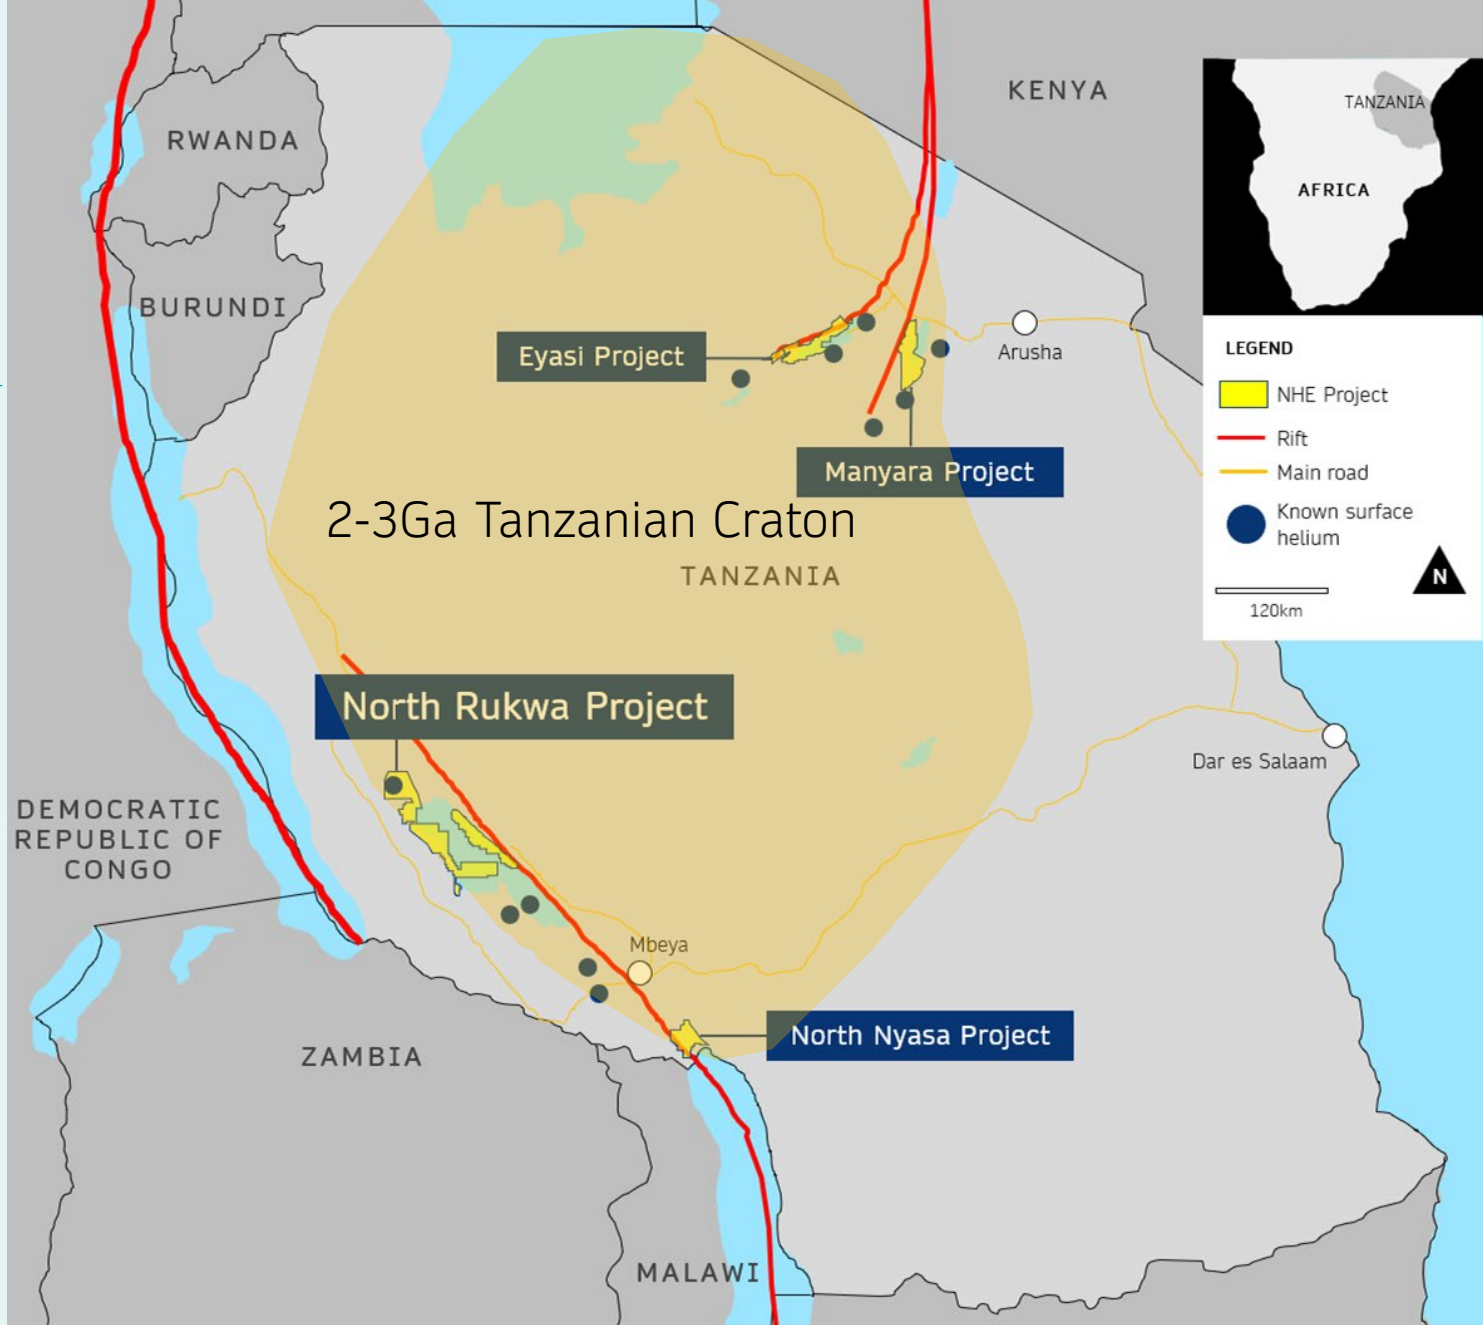 KENYA
RWANDA
TANZANIA
AFRICA
BURUNDI
Eyasi Project
Arusha
LEGEND
NHE Project
Rift
Main road
Known surface
helium
N
120km
Manyara Project
2-3Ga Tanzanian Craton
TANZANIA
North Rukwa Project
Dar es Salaam
DEMOCRATIC
REPUBLIC OF
CONGO
Mbeya
North Nyasa Project
ZAMBIA
MALAWI